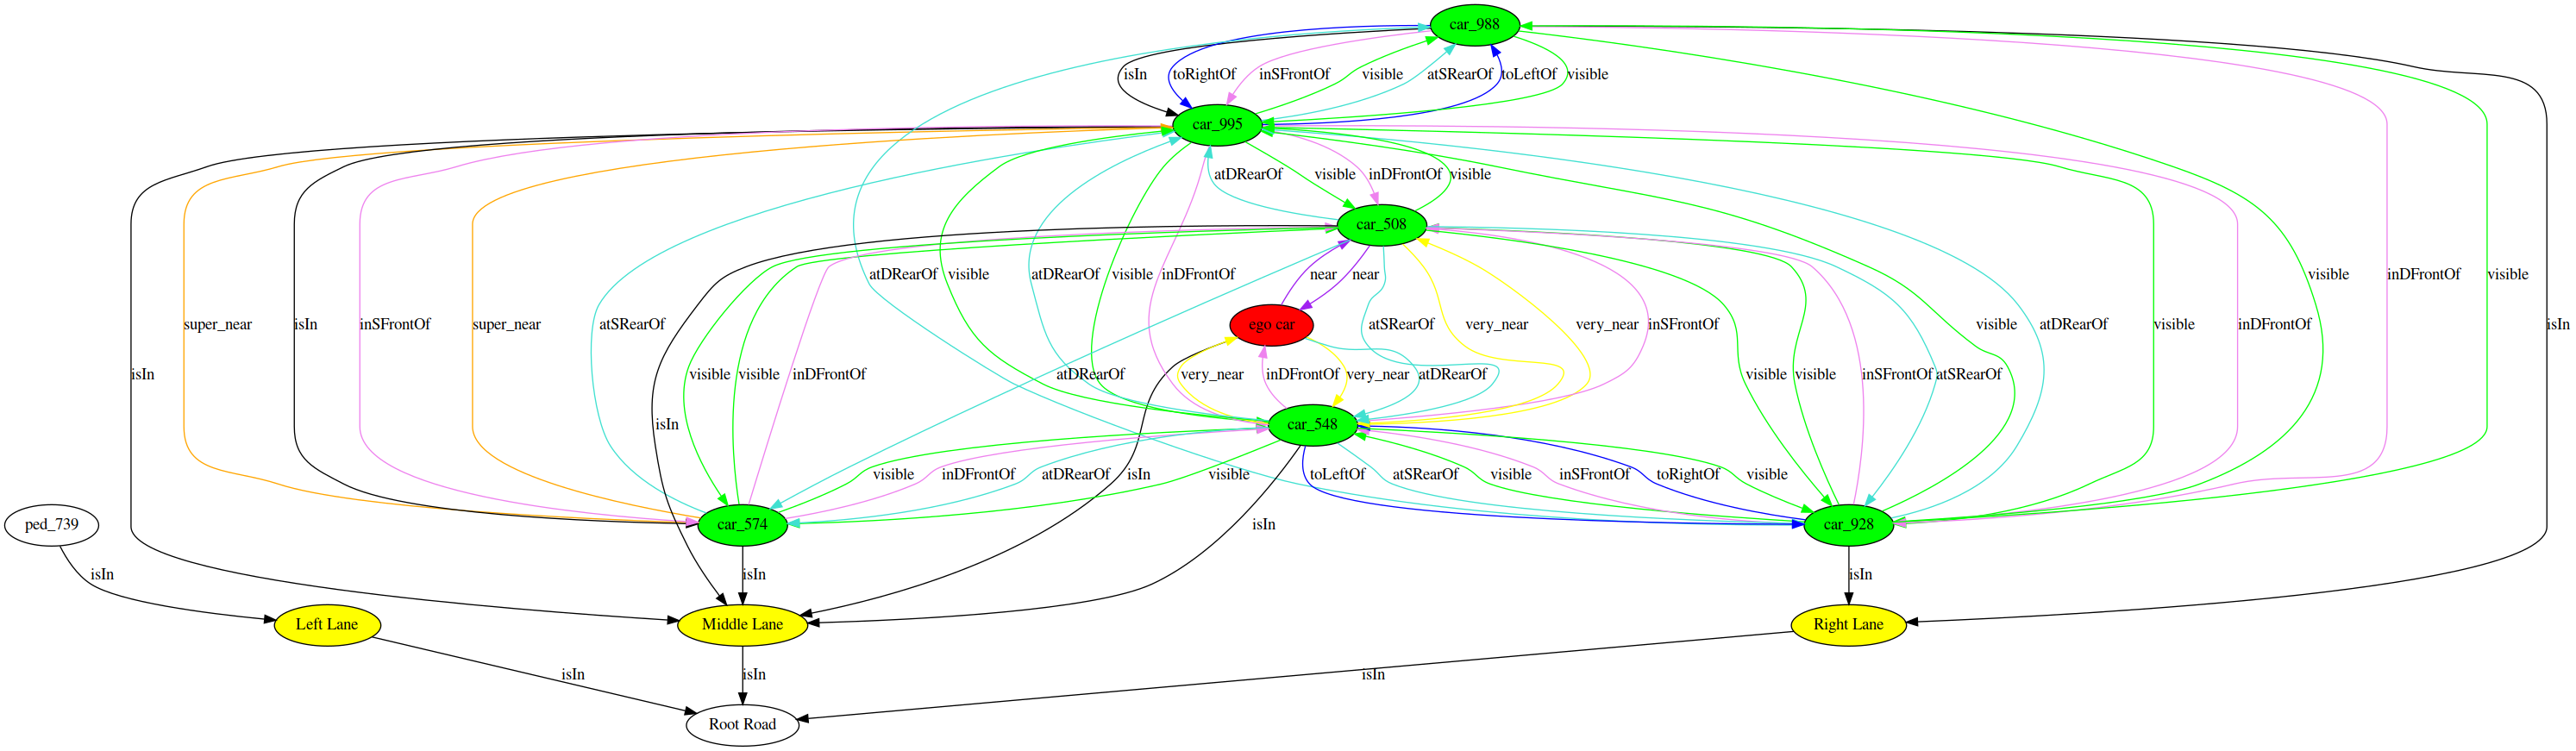 car_988
isIn toRightOf inSFrontOf visible atSRearOf toLeftOf visible
car_995
atDRearOf visible inDFrontOf visible
car_508
atDRearOf visible atDRearOf visible inDFrontOf near near visible inDFrontOf visible
isIn super_near isIn inSFrontOf super_near atSRearOf ego car atSRearOf very_near very_near inSFrontOf visible atDRearOf visible inDFrontOf isIn
isIn visible visible inDFrontOf atDRearOf very_near inDFrontOf very_near atDRearOf visible visible inSFrontOf atSRearOf
isIn car_548
visible inDFrontOf atDRearOf isIn visible toLeftOf atSRearOf visible inSFrontOf toRightOf visible
ped_739 car_574 isIn car_928
isIn isIn isIn
Left Lane Middle Lane Right Lane
isIn isIn isIn
Root Road